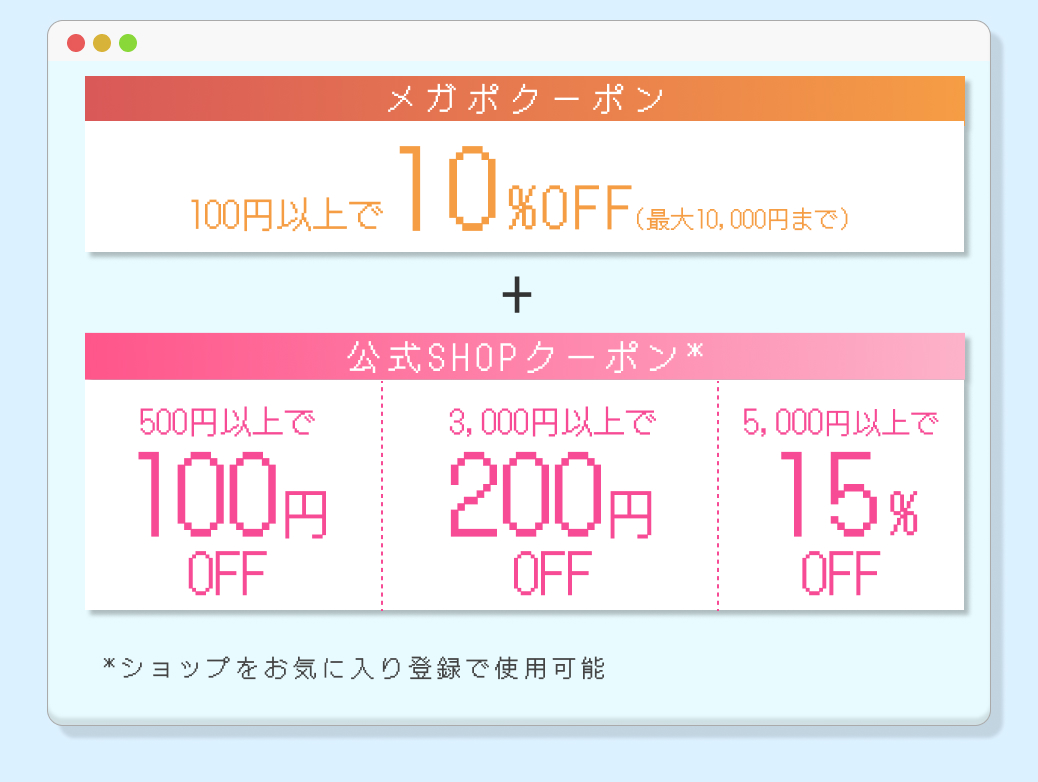 メガポクーポン
100円以上で10%OFF(最大10,000円まで)
+
公式SHOPクーポン*
500円以上で
100円
OFF
3,000円以上で
200円
OFF
5,000円以上で
15%
OFF
*ショップをお気に入り登録で使用可能